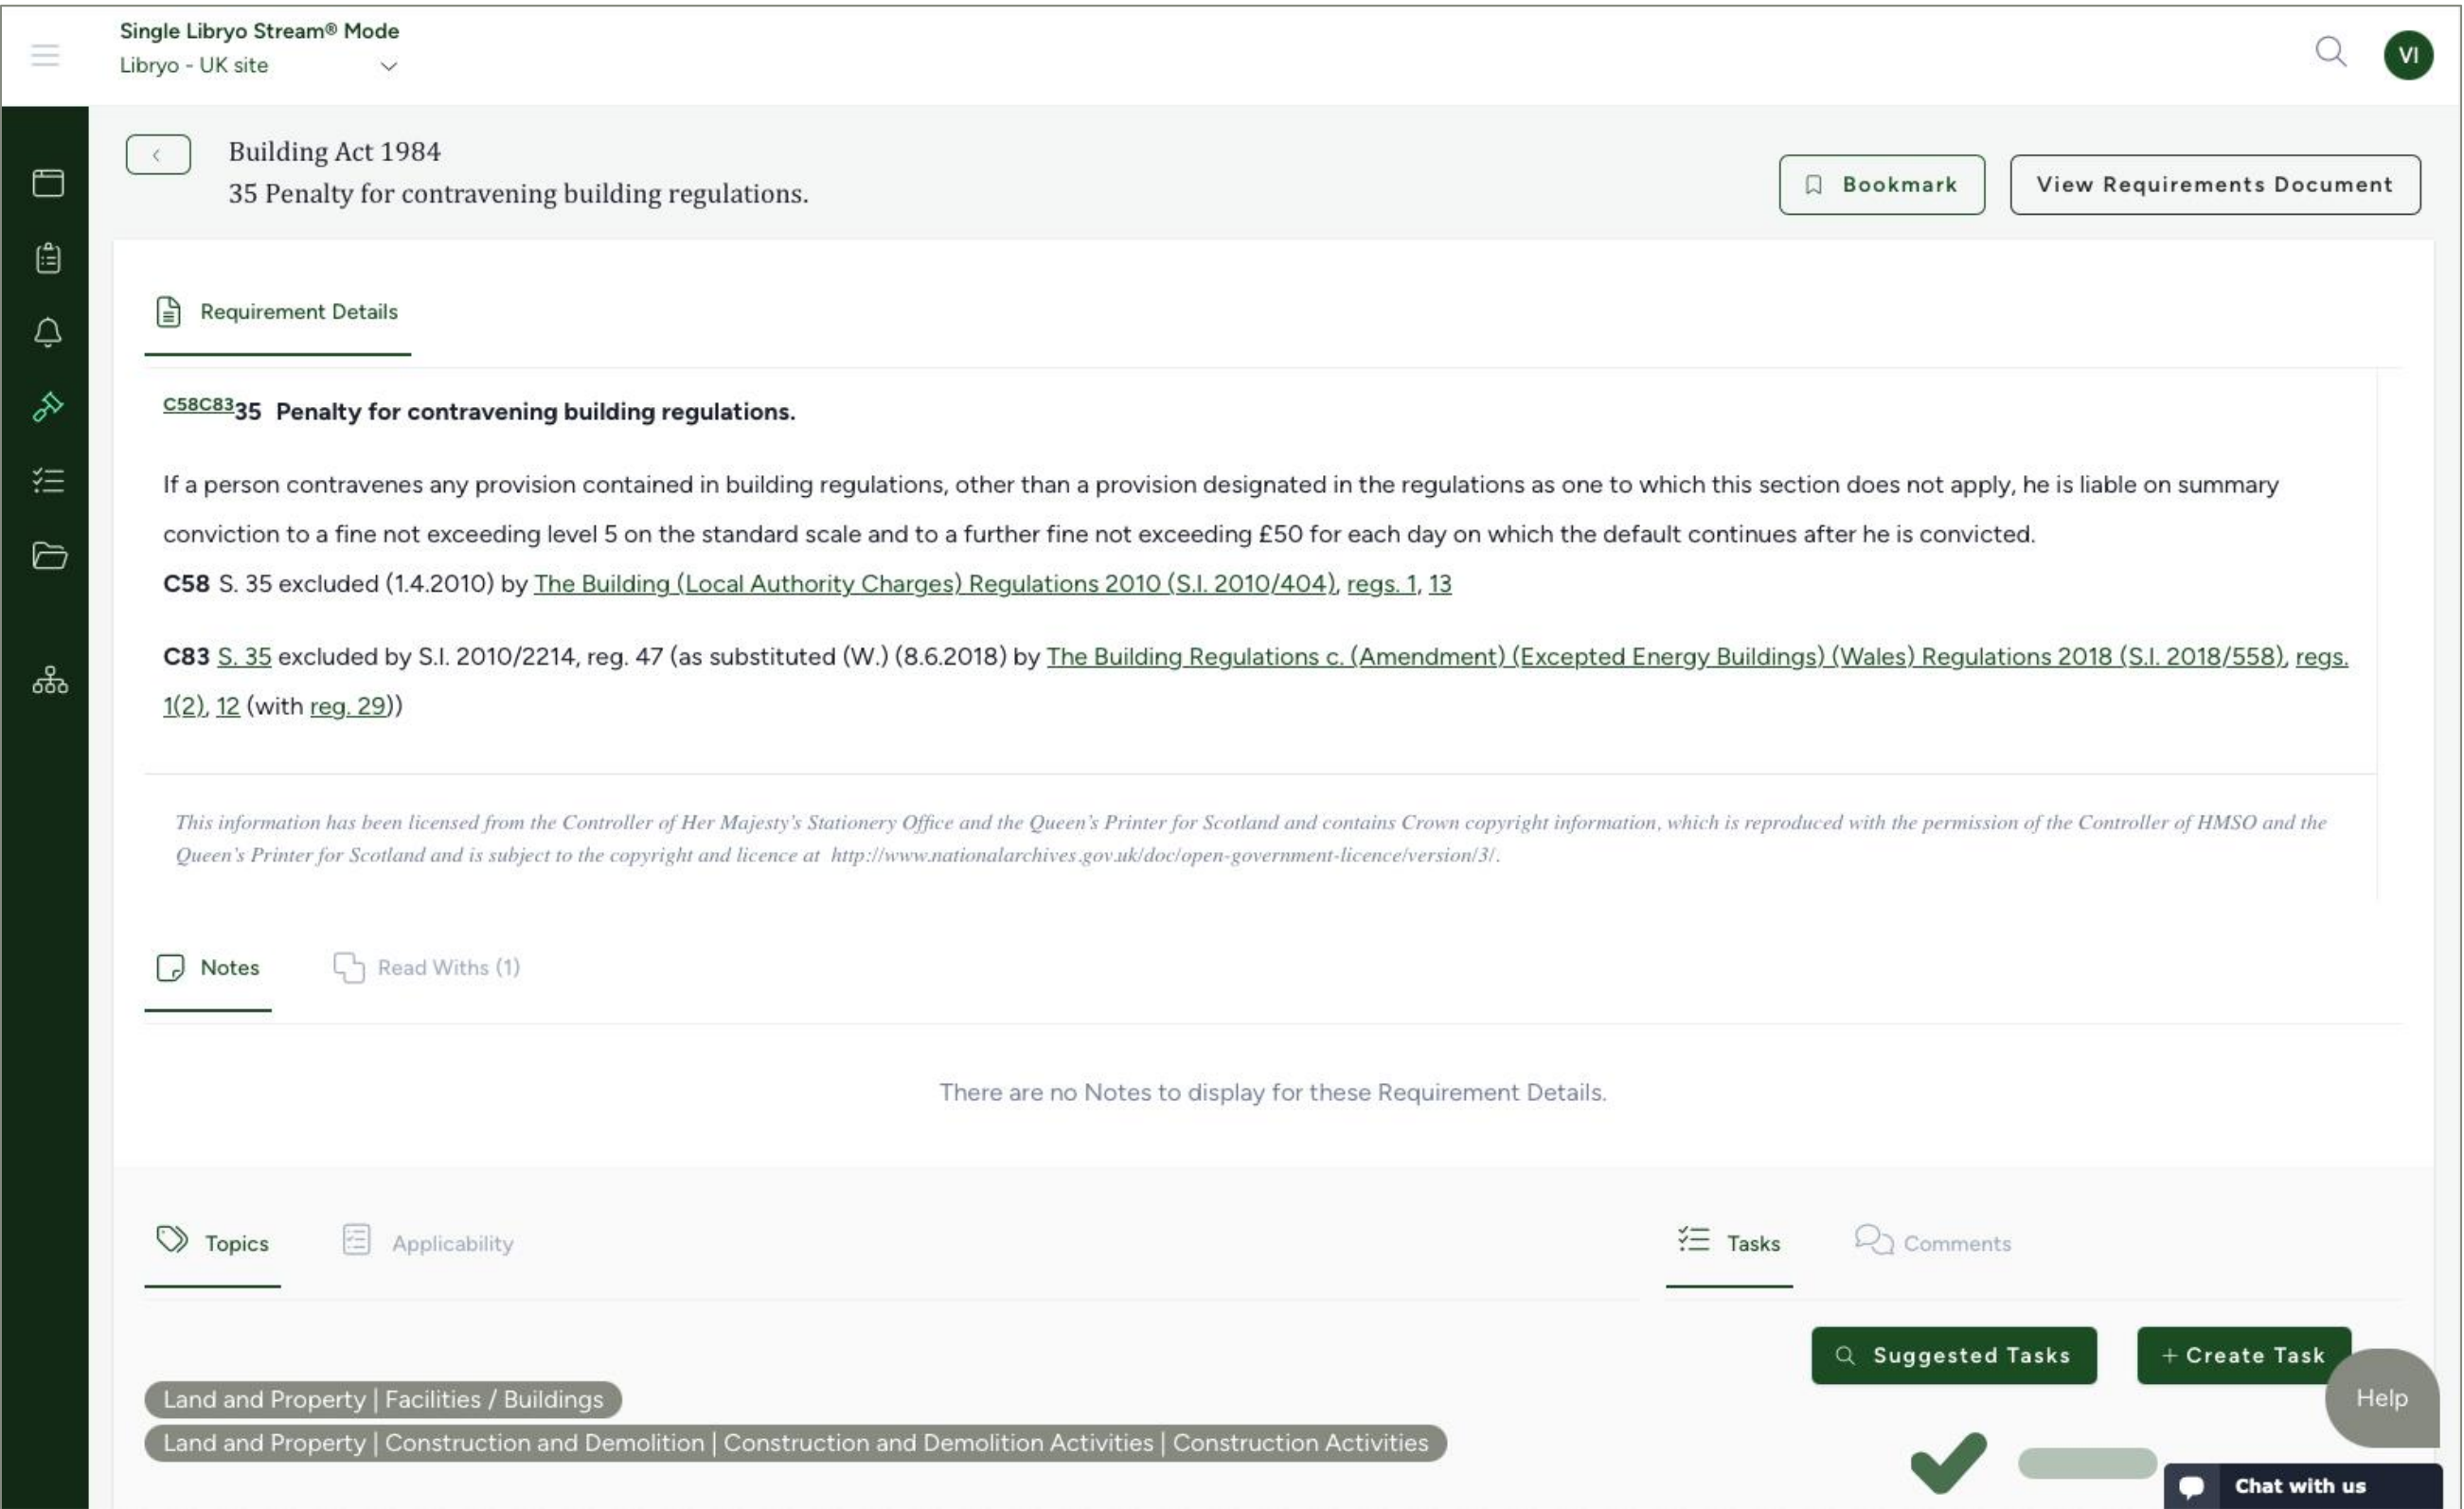 Single Libryo Stream® Mode
Libryo - UK site
VI
Building Act 1984
35 Penalty for contravening building regulations.
Bookmark
View Requirements Document
Requirement Details
C58C8335 Penalty for contravening building regulations.
If a person contravenes any provision contained in building regulations, other than a provision designated in the regulations as one to which this section does not apply, he is liable on summary
conviction to a fine not exceeding level 5 on the standard scale and to a further fine not exceeding £50 for each day on which the default continues after he is convicted.
C58 S. 35 excluded (1.4.2010) by The Building (Local Authority Charges) Regulations 2010 (S.I. 2010/404), regs. 1, 13
C83 S. 35 excluded by S.I. 2010/2214, reg. 47 (as substituted (W.) (8.6.2018) by The Building Regulations c. (Amendment) (Excepted Energy Buildings) (Wales) Regulations 2018 (S.I. 2018/558), regs.
1(2), 12 (with reg. 29))
This information has been licensed from the Controller of Her Majesty's Stationery Office and the Queen's Printer for Scotland and contains Crown copyright information, which is reproduced with the permission of the Controller of HMSO and the
Queen's Printer for Scotland and is subject to the copyright and licence at http://www.nationalarchives.gov.uk/doc/open-government-licence/version/3/.
Notes
Read Withs (1)
There are no Notes to display for these Requirement Details.
Topics
Applicability
Tasks
Comments
Suggested Tasks
+ Create Task
Land and Property | Facilities / Buildings
Help
Land and Property | Construction and Demolition | Construction and Demolition Activities | Construction Activities
Chat with us